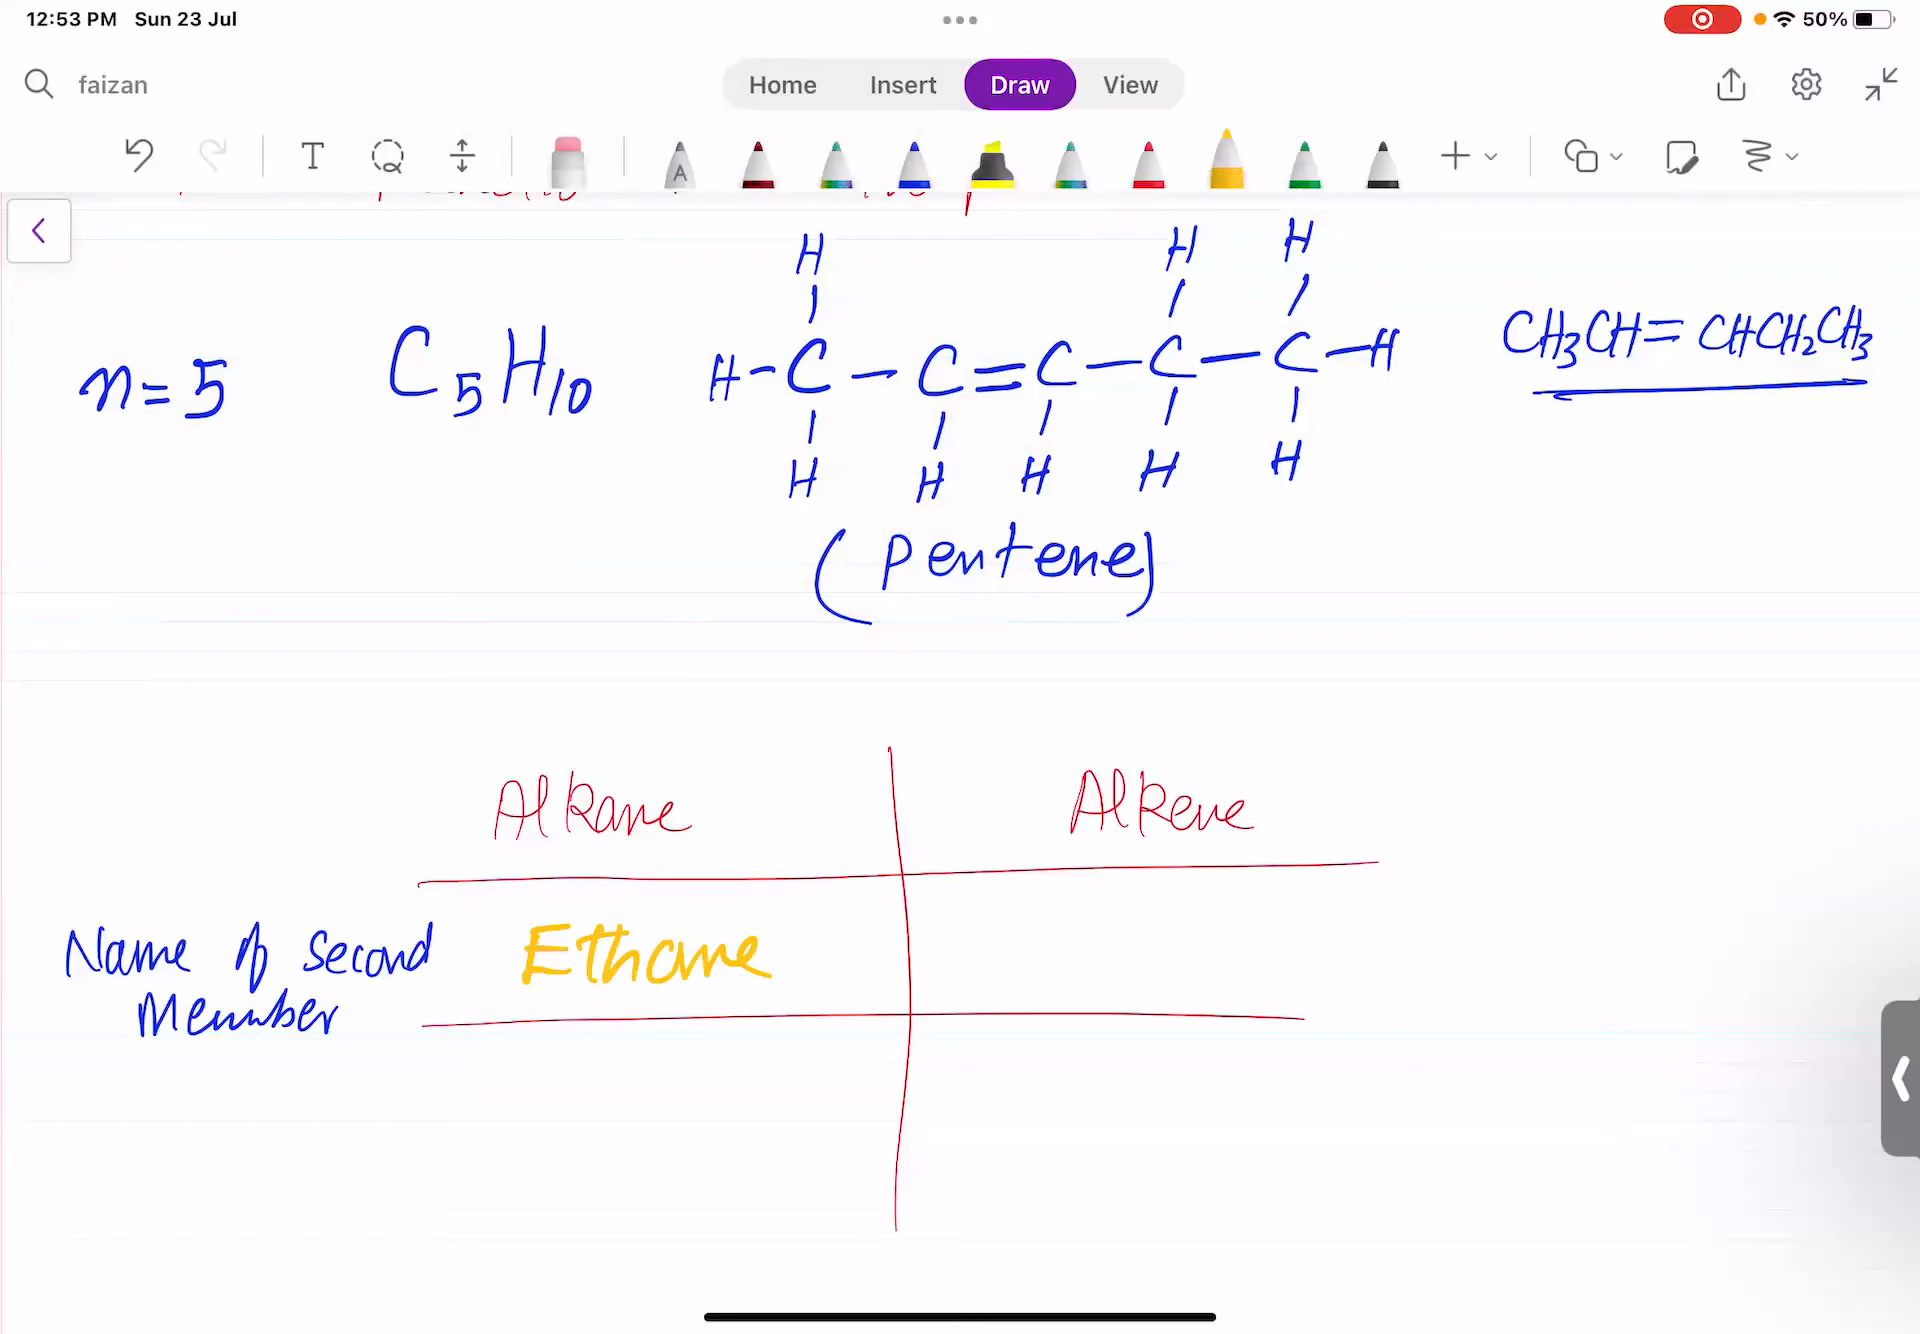 12:53 PM Sun 23 Jul
50%
faizan
Home Insert Draw View
T
A
H H H
n=5 C5H10 H-C-C=C-C-C-H CH3CH=CHCH2CH3
H H H H H
(pentene)
Alkane Alkene
Name of second Ethane
Member